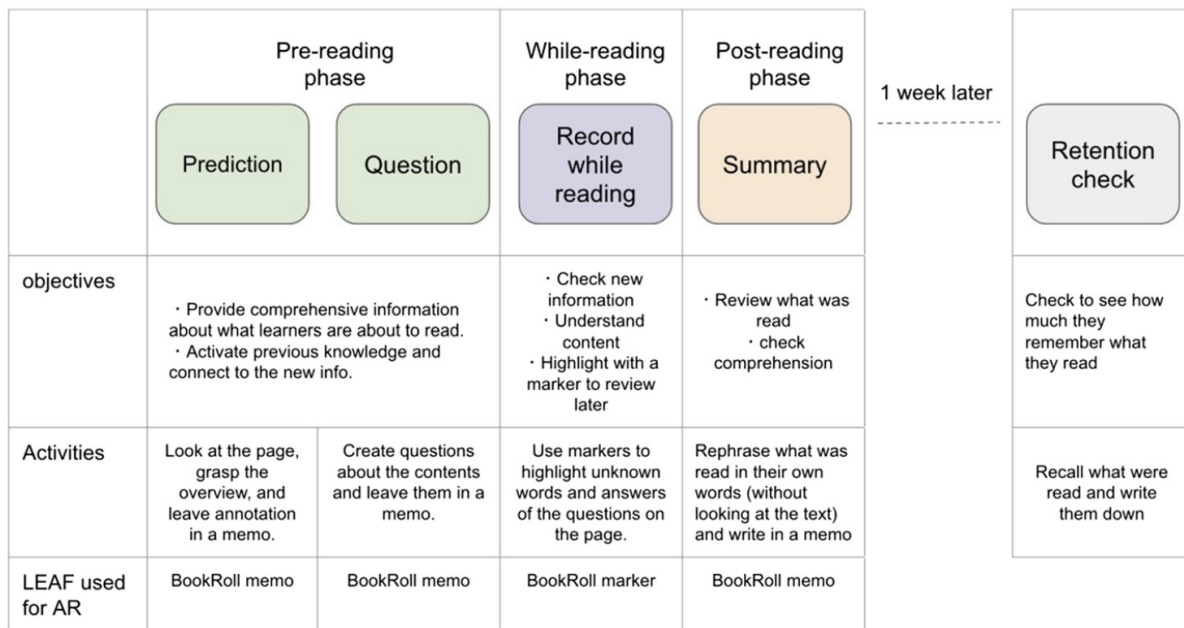 Pre-reading
phase
While-reading
phase
Post-reading
phase
1 week later
Prediction
Question
Record
while
reading
Summary
Retention
check
objectives
・Provide comprehensive information
about what learners are about to read.
・Activate previous knowledge and
connect to the new info.
・Check new
information
・Understand
content
・Highlight with a
marker to review
later
・Review what was
read
・check
comprehension
Check to see how
much they
remember what
they read
Activities
Look at the page,
grasp the
overview, and
leave annotation
in a memo.
Create questions
about the contents
and leave them in a
memo.
Use markers to
highlight unknown
words and answers
of the questions on
the page.
Rephrase what was
read in their own
words (without
looking at the text)
and write in a memo
Recall what were
read and write
them down
LEAF used
for AR
BookRoll memo
BookRoll memo
BookRoll marker
BookRoll memo